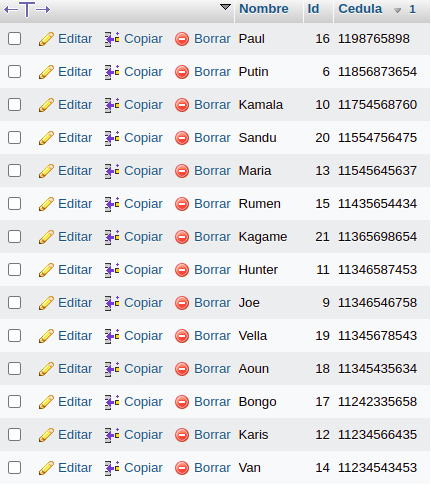 Nombre Id Cedula 1
Editar Copiar Borrar Paul 16 1198765898
Editar Copiar Borrar Putin 6 11856873654
Editar Copiar Borrar Kamala 10 11754568760
Editar Copiar Borrar Sandu 20 11554756475
Editar Copiar Borrar Maria 13 11545645637
Editar Copiar Borrar Rumen 15 11435654434
Editar Copiar Borrar Kagame 21 11365698654
Editar Copiar Borrar Hunter 11 11346587453
Editar Copiar Borrar Joe 9 11346546758
Editar Copiar Borrar Vella 19 11345678543
Editar Copiar Borrar Aoun 18 11345435634
Editar Copiar Borrar Bongo 17 11242335658
Editar Copiar Borrar Karis 12 11234566435
Editar Copiar Borrar Van 14 11234543453